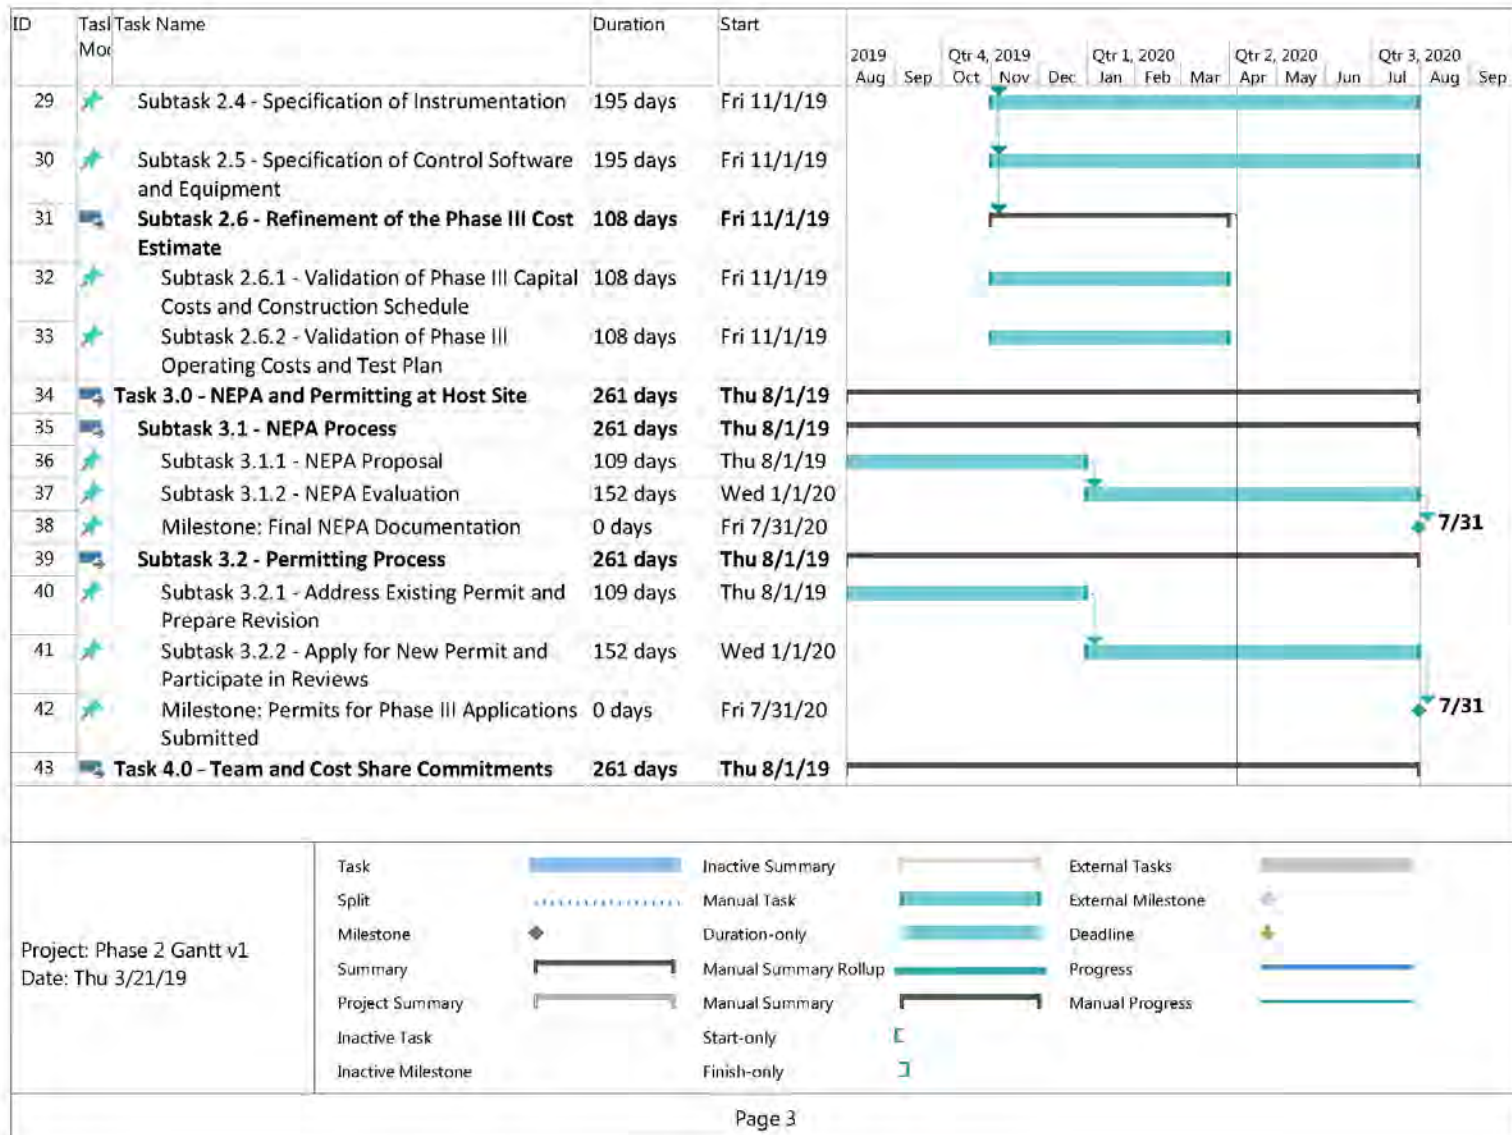 ID Task Mod Task Name Duration Start
2019 Qtr 4, 2019 Qtr 1, 2020 Qtr 2, 2020 Qtr 3, 2020
Aug Sep Oct Nov Dec Jan Feb Mar Apr May Jun Jul Aug Sep
29 Subtask 2.4 - Specification of Instrumentation 195 days Fri 11/1/19
30 Subtask 2.5 - Specification of Control Software 195 days Fri 11/1/19
and Equipment
31 Subtask 2.6 - Refinement of the Phase III Cost 108 days Fri 11/1/19
Estimate
32 Subtask 2.6.1 - Validation of Phase III Capital 108 days Fri 11/1/19
Costs and Construction Schedule
33 Subtask 2.6.2 - Validation of Phase III 108 days Fri 11/1/19
Operating Costs and Test Plan
34 Task 3.0 - NEPA and Permitting at Host Site 261 days Thu 8/1/19
35 Subtask 3.1 - NEPA Process 261 days Thu 8/1/19
36 Subtask 3.1.1 - NEPA Proposal 109 days Thu 8/1/19
37 Subtask 3.1.2 - NEPA Evaluation 152 days Wed 1/1/20
38 Milestone: Final NEPA Documentation 0 days Fri 7/31/20 7/31
39 Subtask 3.2 - Permitting Process 261 days Thu 8/1/19
40 Subtask 3.2.1 - Address Existing Permit and 109 days Thu 8/1/19
Prepare Revision
41 Subtask 3.2.2 - Apply for New Permit and 152 days Wed 1/1/20
Participate in Reviews
42 Milestone: Permits for Phase III Applications 0 days Fri 7/31/20 7/31
Submitted
43 Task 4.0 - Team and Cost Share Commitments 261 days Thu 8/1/19
Project: Phase 2 Gantt v1
Date: Thu 3/21/19
Task Inactive Summary External Tasks
Split Manual Task External Milestone
Milestone Duration-only Deadline
Summary Manual Summary Rollup Progress
Project Summary Manual Summary Manual Progress
Inactive Task Start-only
Inactive Milestone Finish-only
Page 3